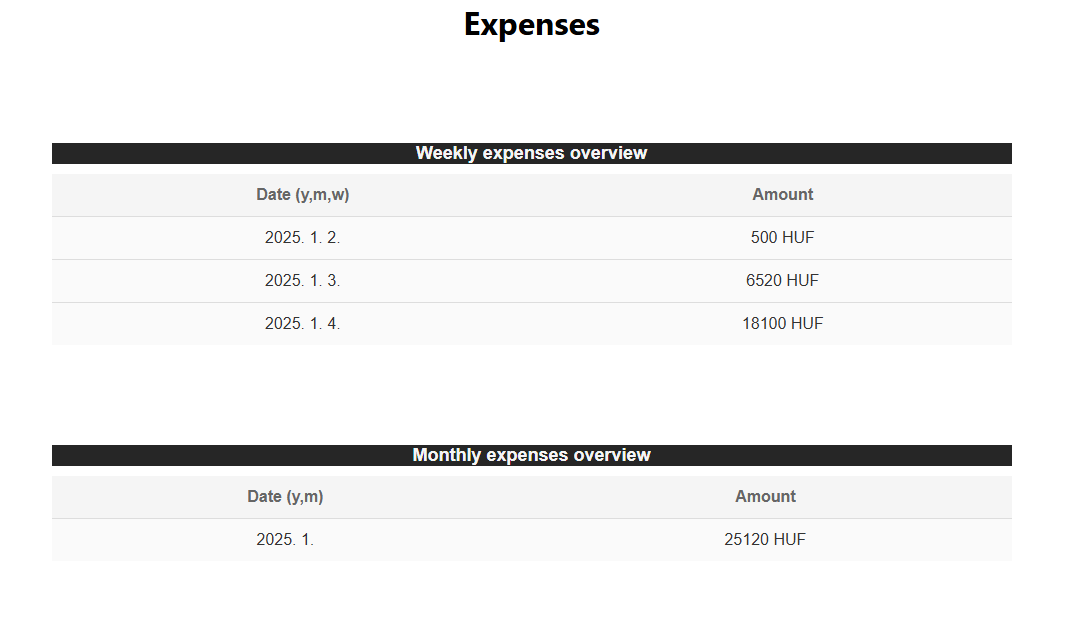 Expenses
Weekly expenses overview
Date (y,m,w) Amount
2025. 1. 2. 500 HUF
2025. 1. 3. 6520 HUF
2025. 1. 4. 18100 HUF
Monthly expenses overview
Date (y,m) Amount
2025. 1. 25120 HUF